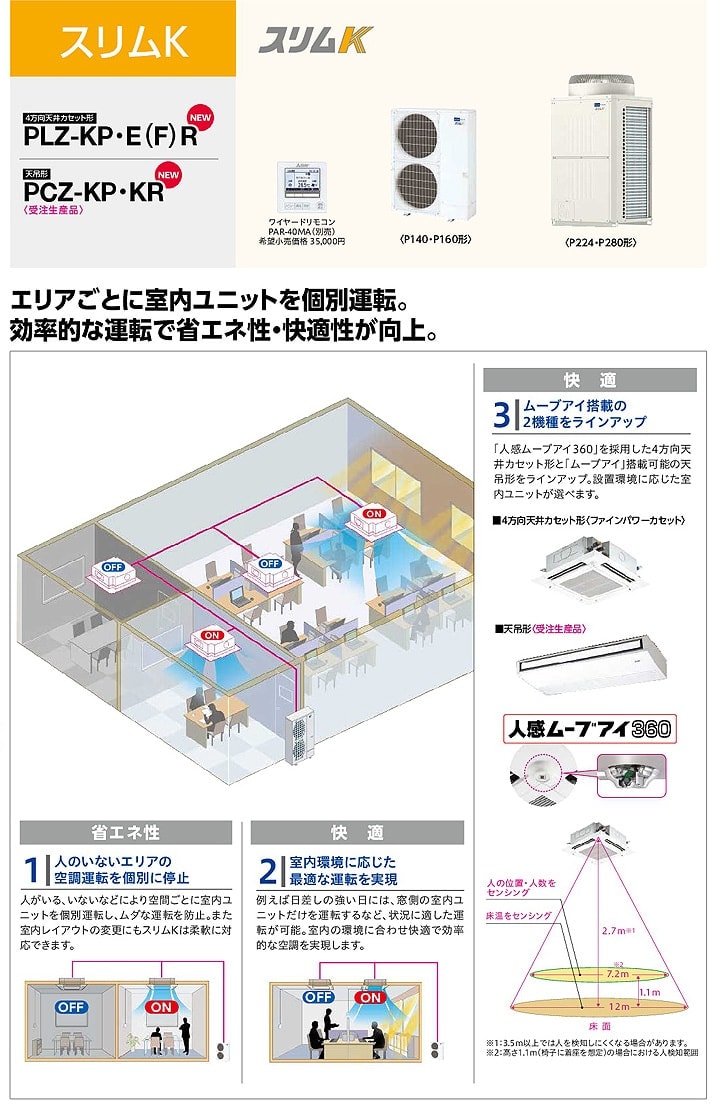 スリムK
スリムK
4方向天井カセット形
PLZ-KP・E(F)R
NEW
天吊形
PCZ-KP・KR
NEW
〈受注生産品〉
ワイヤードリモコン
PAR-40MA(別売)
希望小売価格 35,000円
〈P140・P160形〉
〈P224・P280形〉
エリアごとに室内ユニットを個別運転。
効率的な運転で省エネ性・快適性が向上。
OFF
OFF
ON
ON
省エネ性
1 人のいないエリアの
空調運転を個別に停止
人がいる、いないなどにより空間ごとに室内ユ
ニットを個別運転し、ムダな運転を防止。また
室内レイアウトの変更にもスリムKは柔軟に対
応できます。
OFF
ON
快 適
2 室内環境に応じた
最適な運転を実現
例えば日差しの強い日には、窓側の室内ユ
ニットだけを運転するなど、状況に適した運
転が可能。室内の環境に合わせ快適で効率
的な空調を実現します。
OFF
ON
快 適
3 ムーブアイ搭載の
2機種をラインアップ
「人感ムーブアイ360」を採用した4方向天
井カセット形と「ムーブアイ」搭載可能の天
吊形をラインアップ。設置環境に応じた室
内ユニットが選べます。
■4方向天井カセット形〈ファインパワーカセット〉
■天吊形〈受注生産品〉
人感ムーブアイ360
人の位置・人数を
センシング
床温をセンシング
2.7m※1
※2
7.2m
1.1m
12m
床 面
※1:3.5m以上では人を検知しにくくなる場合があります。
※2:高さ1.1m(椅子に着座を想定)の場合における人検知範囲